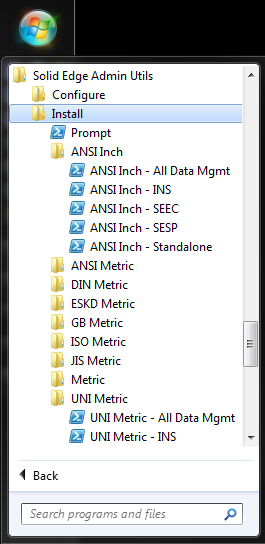 Solid Edge Admin Utils
Configure
Install
Prompt
ANSI Inch
ANSI Inch - All Data Mgmt
ANSI Inch - INS
ANSI Inch - SEEC
ANSI Inch - SESP
ANSI Inch - Standalone
ANSI Metric
DIN Metric
ESKD Metric
GB Metric
ISO Metric
JIS Metric
Metric
UNI Metric
UNI Metric - All Data Mgmt
UNI Metric - INS
Back
Search programs and files